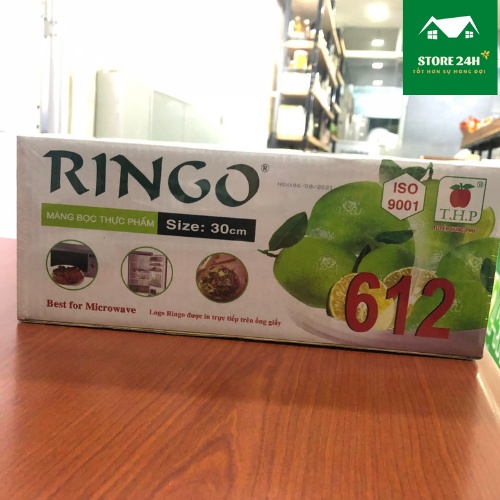 STORE 24H
TỐT HƠN SỰ MONG ĐỢI
RINGO®
MÀNG BỌC THỰC PHẨM
Size: 30cm
ISO
9001
T.H.P
612
Best for Microwave
Logo Ringo được in trực tiếp trên ống giấy